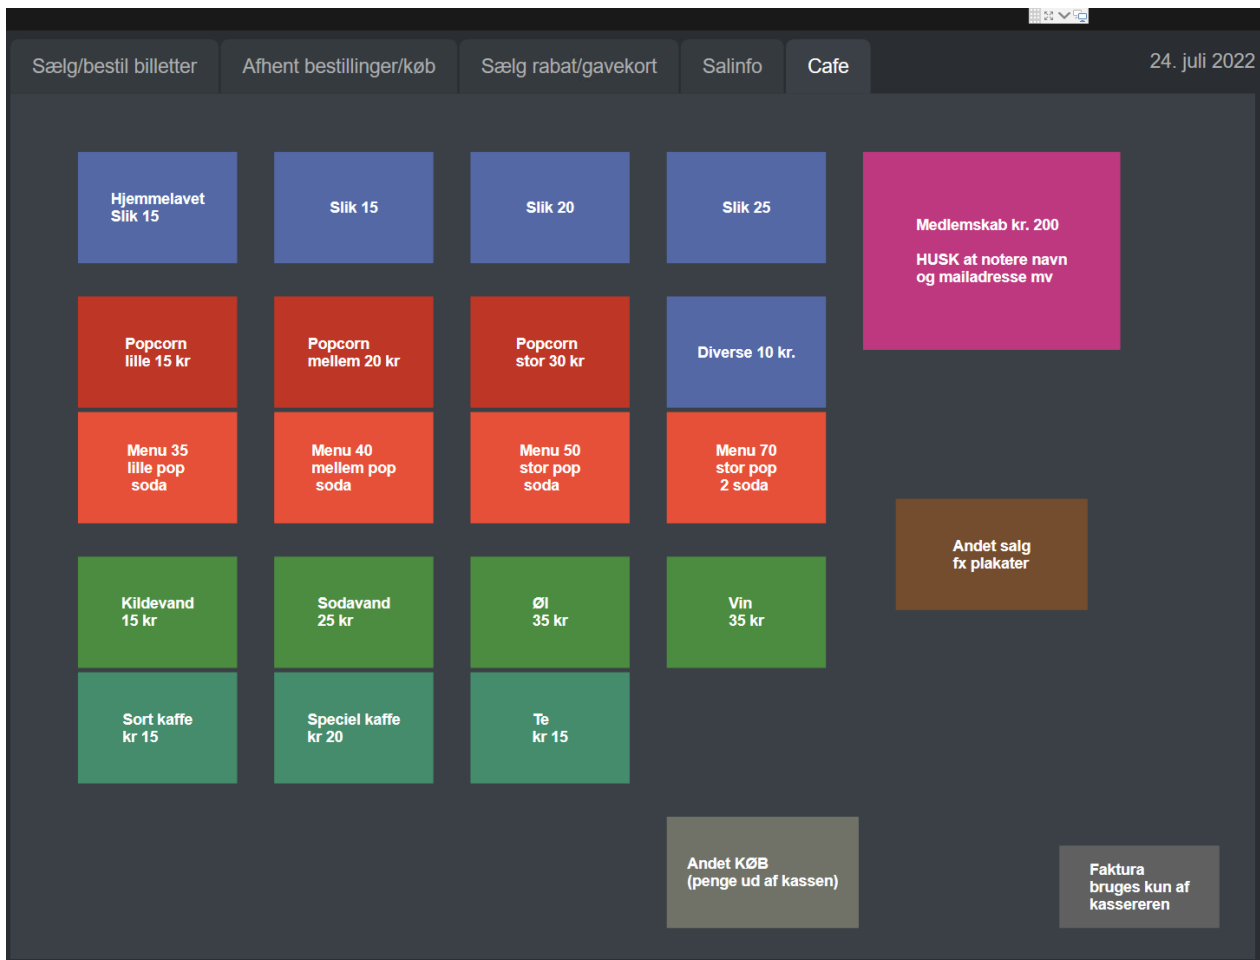 Sælg/bestil billetter
Afhent bestillinger/køb
Sælg rabat/gavekort
Salinfo
Cafe
24. juli 2022
Hjemmelavet
Slik 15
Slik 15
Slik 20
Slik 25
Medlemskab kr. 200
HUSK at notere navn
og mailadresse mv
Popcorn
lille 15 kr
Popcorn
mellem 20 kr
Popcorn
stor 30 kr
Diverse 10 kr.
Menu 35
lille pop
soda
Menu 40
mellem pop
soda
Menu 50
stor pop
soda
Menu 70
stor pop
2 soda
Andet salg
fx plakater
Kildevand
15 kr
Sodavand
25 kr
Øl
35 kr
Vin
35 kr
Sort kaffe
kr 15
Speciel kaffe
kr 20
Te
kr 15
Andet KØB
(penge ud af kassen)
Faktura
bruges kun af
kassereren